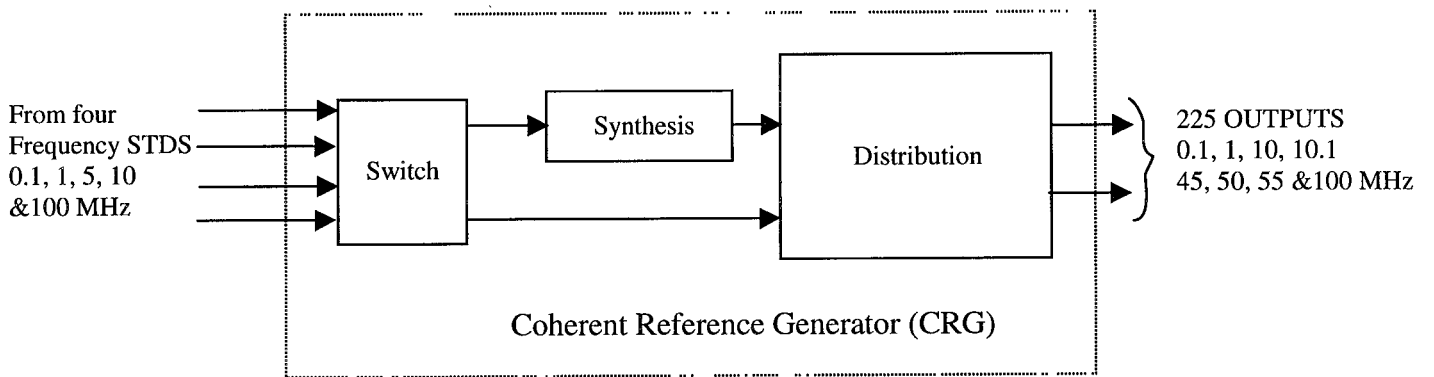 From four
Frequency STDS
0.1, 1, 5, 10
&100 MHz
Switch
Synthesis
Distribution
225 OUTPUTS
0.1, 1, 10, 10.1
45, 50, 55 &100 MHz
Coherent Reference Generator (CRG)